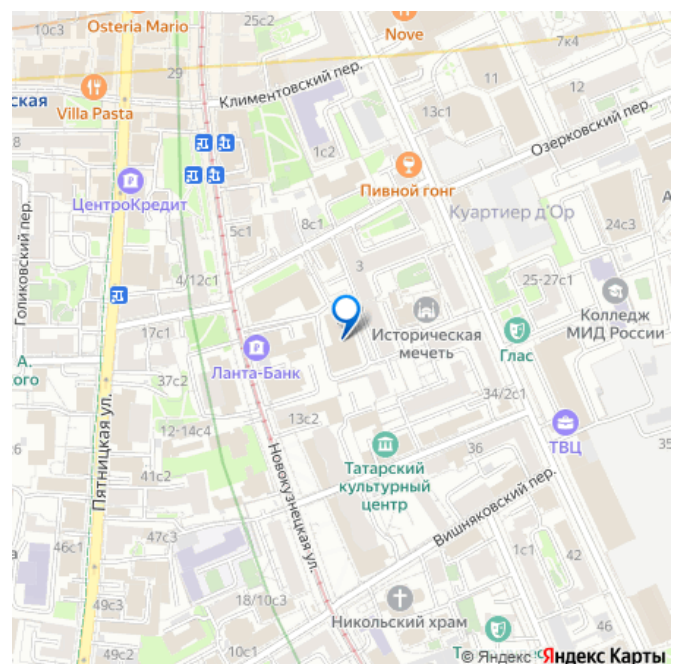 10с3
25с2
Osteria Mario
Nove
7к4
29
ская
Villa Pasta
Климентовский пер.
11
13с1
8
1с2
Озерковский пер.
ЦентроКредит
Пивной гонг
Куартиер д'Ор
А
Голиковский пер.
5с1
8с1
24с3
3
4/12с1
25-27с1
Колледж
МИД России
Историческая
мечеть
17с1
Глас
А.
ого
Ланта-Банк
37с2
34/2с1
13с2
ТВЦ
12-14с4
35
26
36
Татарский
культурный
центр
Пятницкая ул.
41с2
Новокузнецкая ул.
Вишняковский пер.
47с3
46с1
1с1
42
18/10с3
49с3
Никольский храм
46
10с1
49с2
Т
с
© Яндекс Яндекс Карты